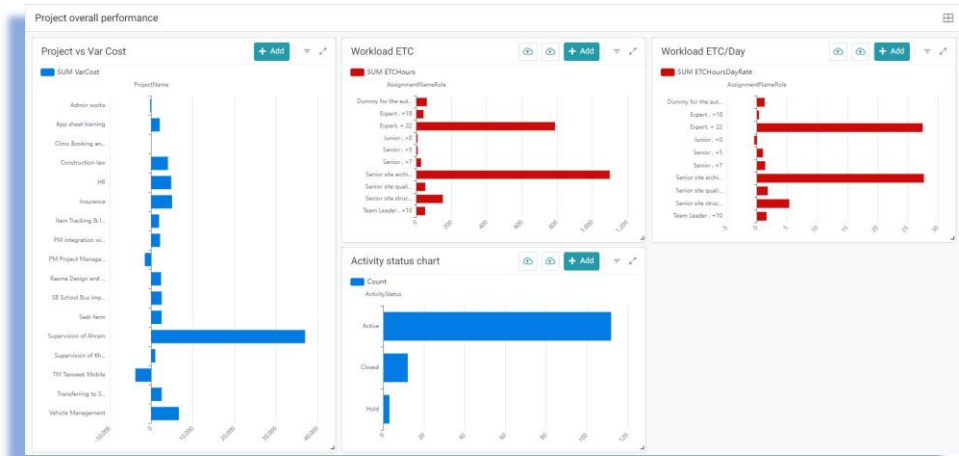 Project overall performance
Project vs Var Cost
+ Add
SUM VarCost
ProjectName
Admin works
App sheet training
Clinic Booking an...
Construction law
HR
Insurance
Item Tracking & I...
PM integration wi...
PM Project Manage...
Rasma Design and ...
SB School Bus imp...
Sadr farm
Supervision of Ahram
Supervision of Kh...
TM Tasweek Mobile
Transferring to S...
Vehicle Management
-10,000
0
10,000
20,000
30,000
40,000
Workload ETC
+ Add
SUM ETCHours
AssignmentNameRole
Dummy for the aut...
Expert . +18
Expert. + 22
Junior . +0
Senior . +5
Senior . +7
Senior site archi...
Senior site quali...
Senior site struc...
Team Leader . +10
0
200
400
600
800
1,000
1,200
Workload ETC/Day
+ Add
SUM ETCHoursDayRate
AssignmentNameRole
Dummy for the aut...
Expert . +18
Expert. + 22
Junior . +0
Senior . +5
Senior . +7
Senior site archi...
Senior site quali...
Senior site struc...
Team Leader . +10
-5
0
5
10
15
20
25
30
Activity status chart
+ Add
Count
ActivityStatus
Active
Closed
Hold
0
20
40
60
80
100
120